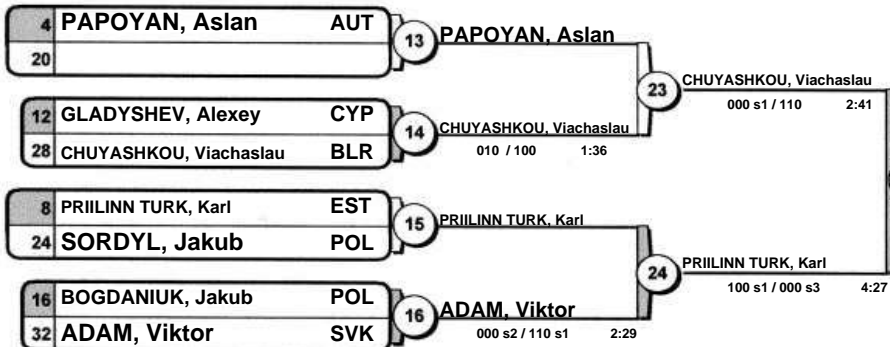 4 PAPOYAN, Aslan AUT
20
13 PAPOYAN, Aslan
12 GLADYSHEV, Alexey CYP
28 CHUYASHKOU, Viachaslau BLR
14 CHUYASHKOU, Viachaslau
010 / 100 1:36
23 CHUYASHKOU, Viachaslau
000 s1 / 110 2:41
8 PRIILINN TURK, Karl EST
24 SORDYL, Jakub POL
15 PRIILINN TURK, Karl
16 BOGDANIUK, Jakub POL
32 ADAM, Viktor SVK
16 ADAM, Viktor
000 s2 / 110 s1 2:29
24 PRIILINN TURK, Karl
100 s1 / 000 s3 4:27